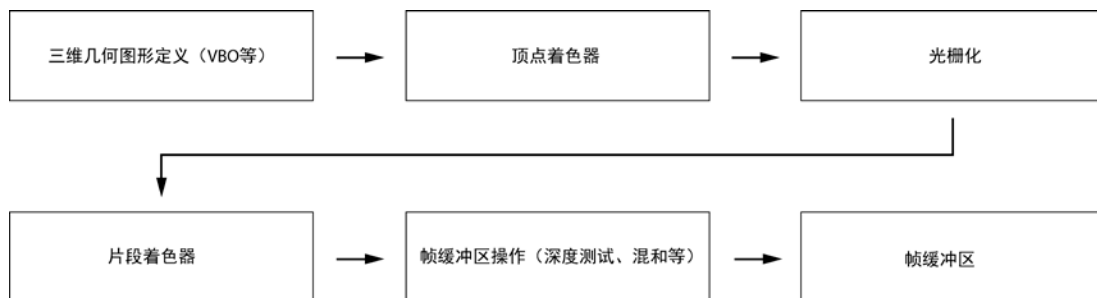 三维几何图形定义（VBO等）
顶点着色器
光栅化
片段着色器
帧缓冲区操作（深度测试、混和等）
帧缓冲区